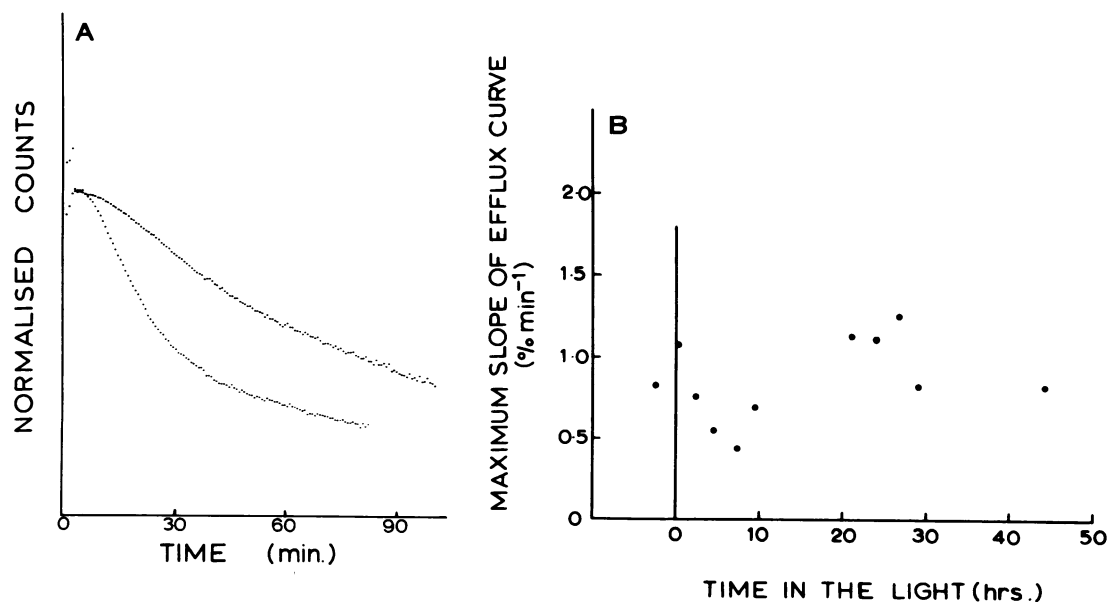 A
NORMALISED COUNTS
0 30 60 90
TIME (min.)
B
MAXIMUM SLOPE OF EFFLUX CURVE
(% min⁻¹)
2·0
1·5
1·0
0·5
0
0 10 20 30 40 50
TIME IN THE LIGHT (hrs.)